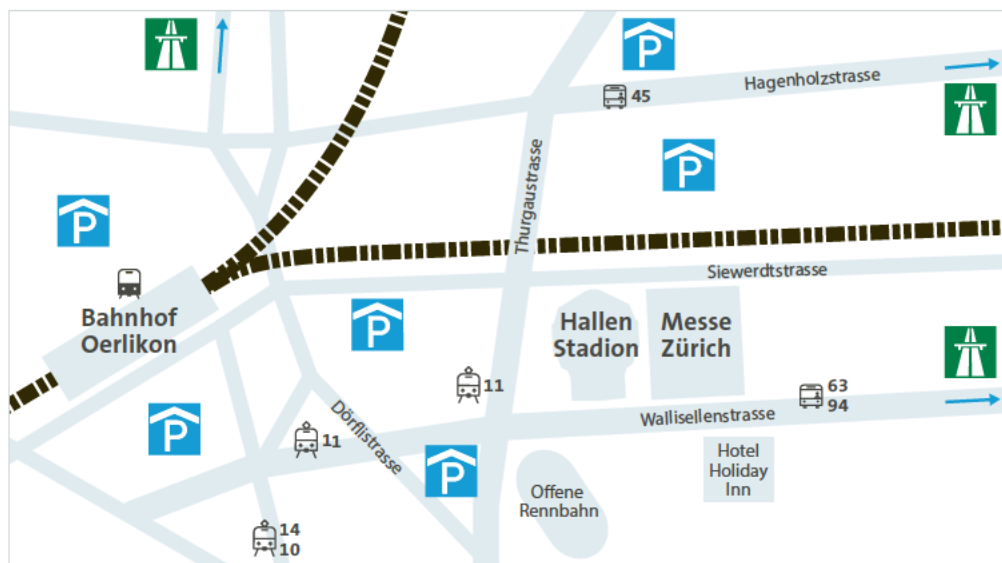 P
Hagenholzstrasse
45
P
Thurgaustrasse
P
Siewerdtstrasse
Bahnhof
Oerlikon
P
Hallen
Stadion
Messe
Zürich
11
63
94
Wallisellenstrasse
P
11
Dörflistrasse
P
Hotel
Holiday
Inn
Offene
Rennbahn
14
10